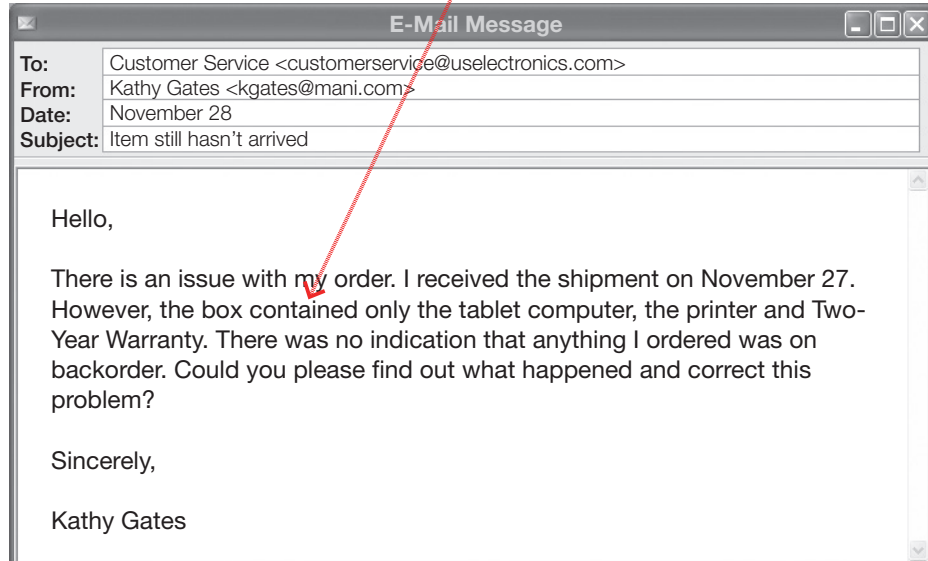 E-Mail Message
To: Customer Service <customerservice@uselectronics.com>
From: Kathy Gates <kgates@mani.com>
Date: November 28
Subject: Item still hasn’t arrived
Hello,
There is an issue with my order. I received the shipment on November 27.
However, the box contained only the tablet computer, the printer and Two-
Year Warranty. There was no indication that anything I ordered was on
backorder. Could you please find out what happened and correct this
problem?
Sincerely,
Kathy Gates